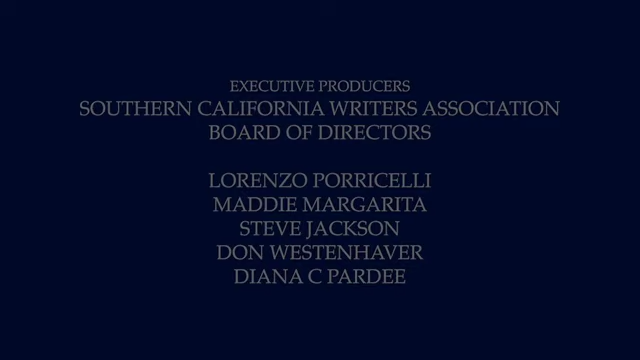 EXECUTIVE PRODUCERS
SOUTHERN CALIFORNIA WRITERS ASSOCIATION
BOARD OF DIRECTORS
LORENZO PORRICELLI
MADDIE MARGARITA
STEVE JACKSON
DON WESTENHAVER
DIANA C PARDEE